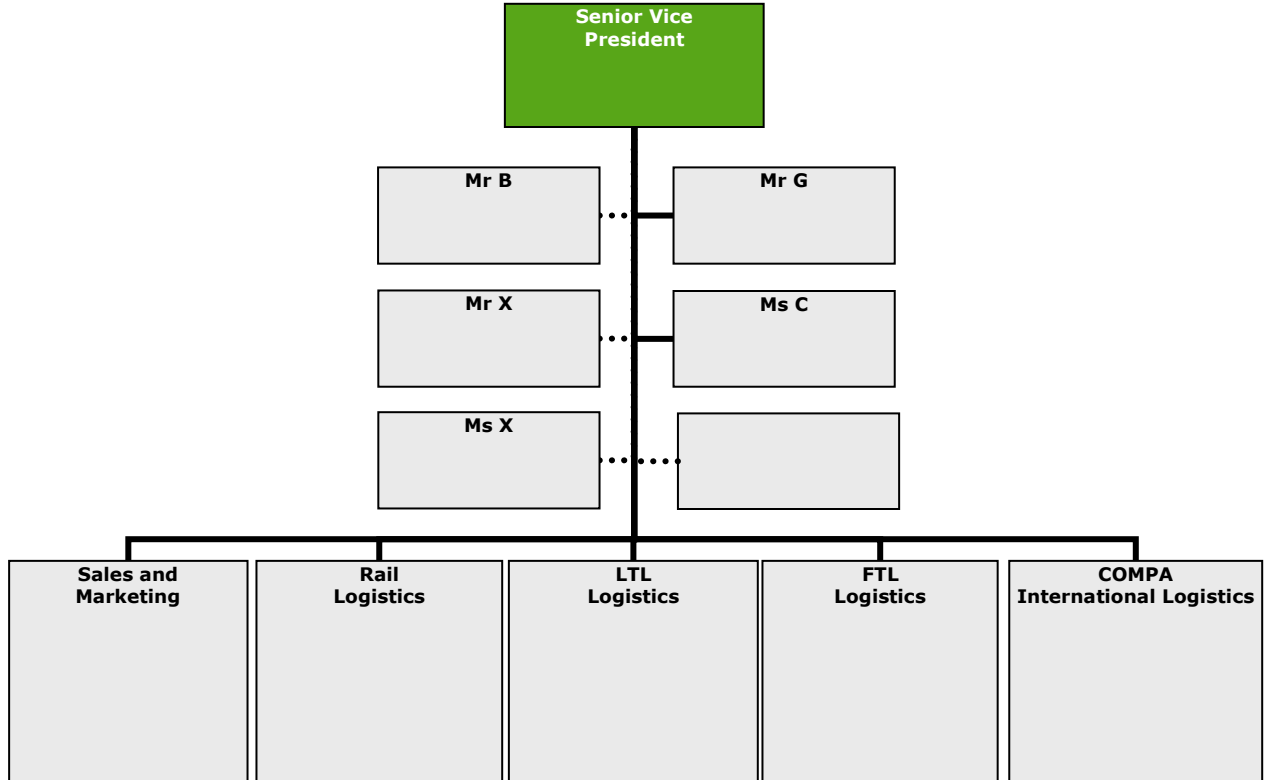 Senior Vice
President
Mr B
Mr G
Mr X
Ms C
Ms X
Sales and
Marketing
Rail
Logistics
LTL
Logistics
FTL
Logistics
COMPA
International Logistics